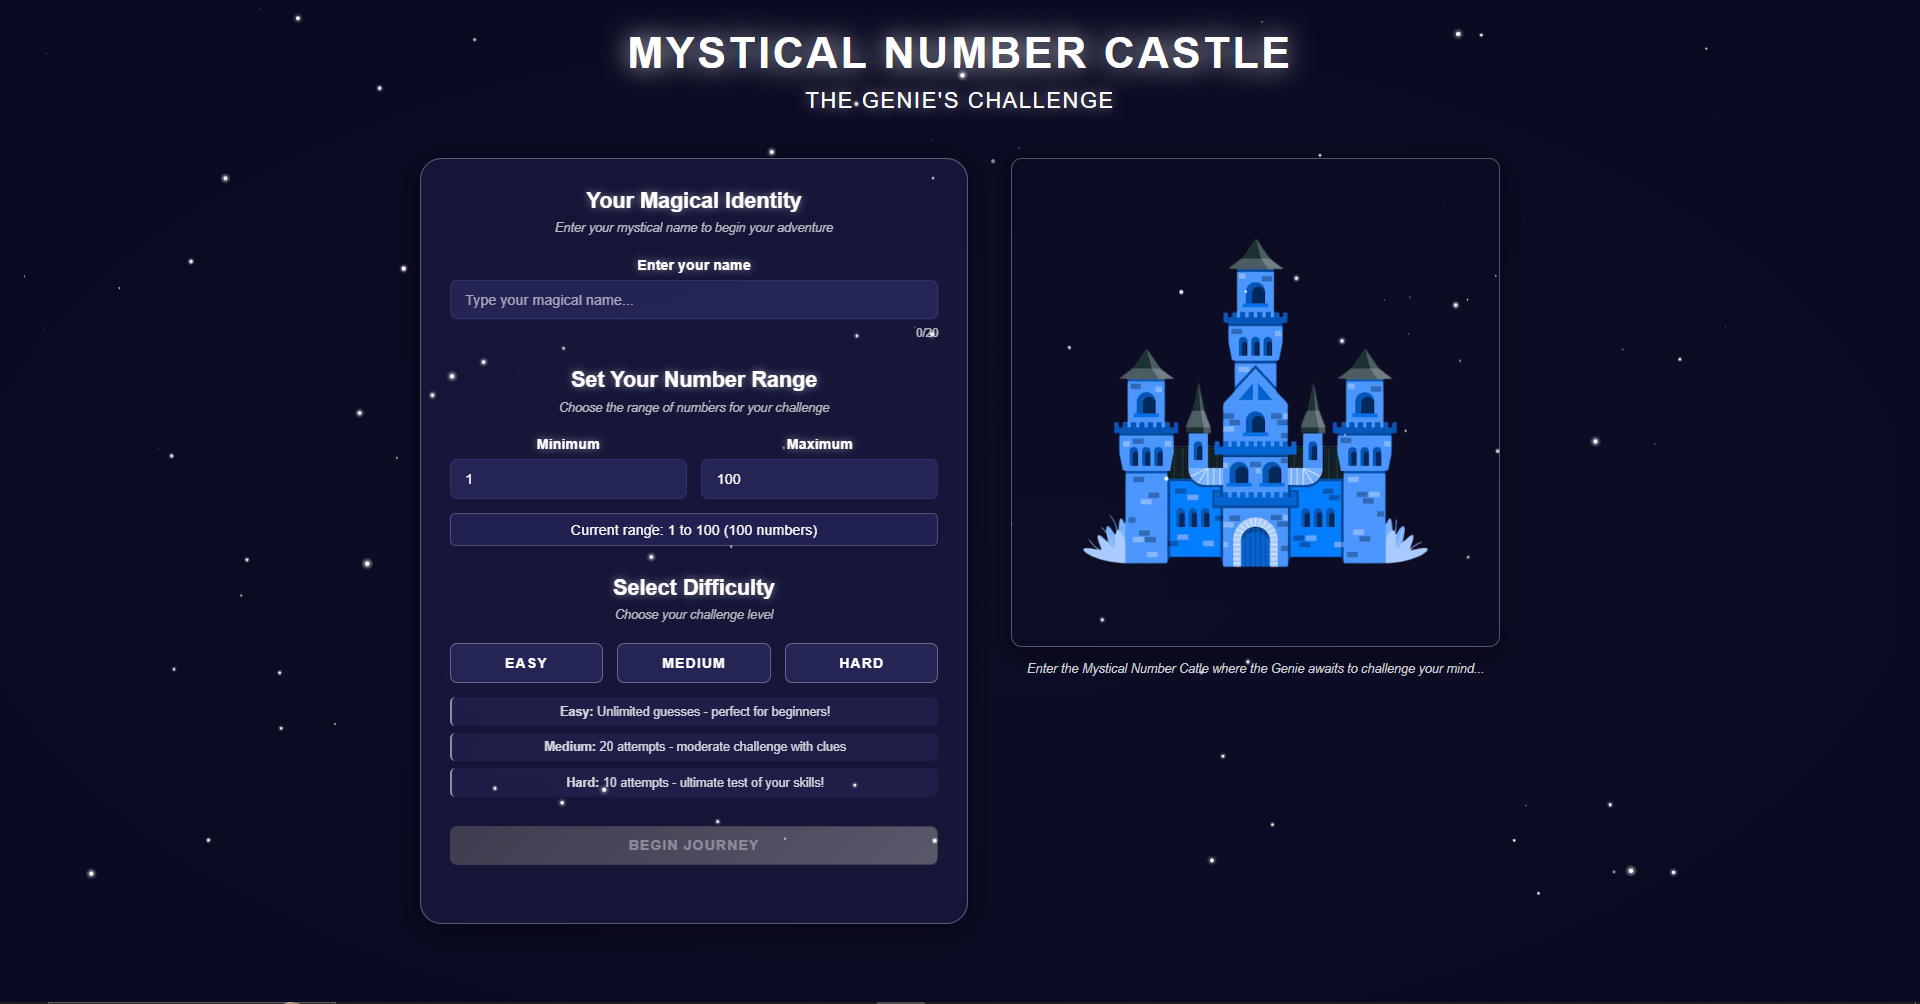 MYSTICAL NUMBER CASTLE
THE GENIE'S CHALLENGE
Your Magical Identity
Enter your mystical name to begin your adventure
Enter your name
Type your magical name...
0/20
Set Your Number Range
Choose the range of numbers for your challenge
Minimum
Maximum
1
100
Current range: 1 to 100 (100 numbers)
Select Difficulty
Choose your challenge level
EASY
MEDIUM
HARD
Easy: Unlimited guesses - perfect for beginners!
Medium: 20 attempts - moderate challenge with clues
Hard: 10 attempts - ultimate test of your skills!
BEGIN JOURNEY
Enter the Mystical Number Catle where the Genie awaits to challenge your mind...